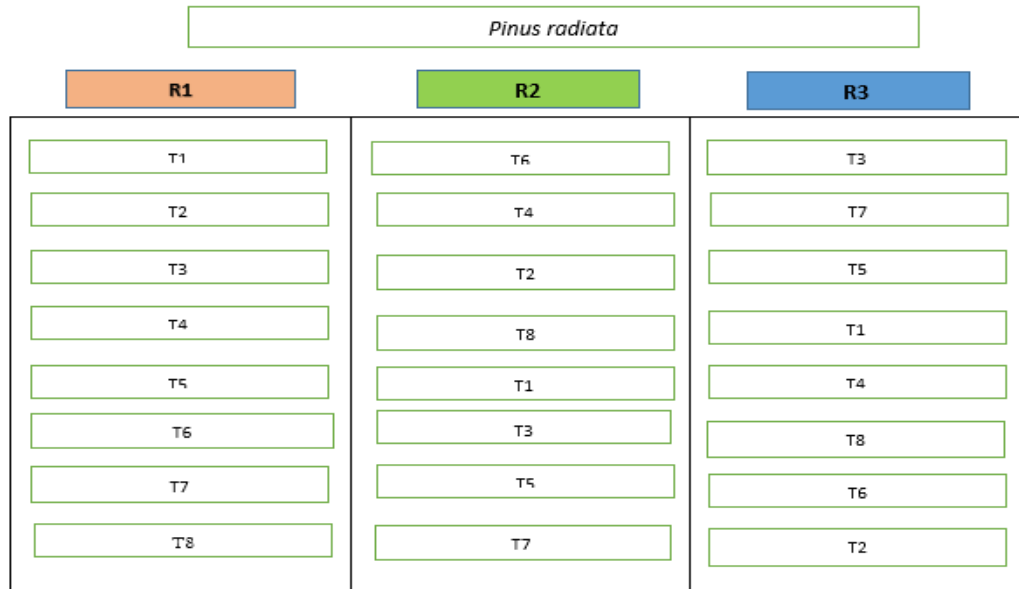 Pinus radiata
R1 R2 R3
T1 T6 T3
T2 T4 T7
T3 T2 T5
T4 T8 T1
T5 T1 T4
T6 T3 T8
T7 T5 T6
T8 T7 T2